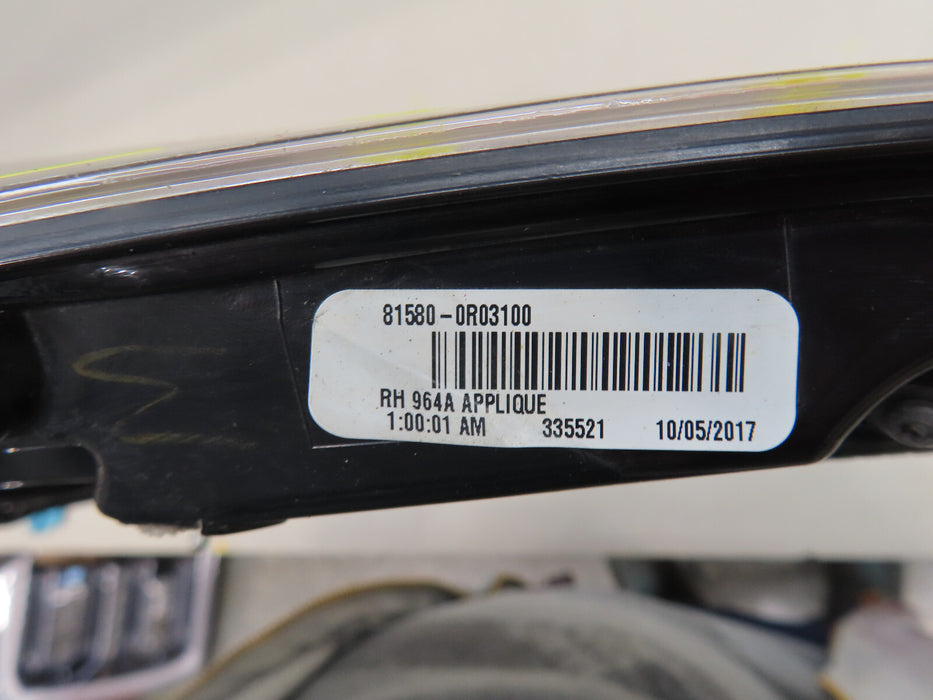 81580-0R03100
RH 964A APPLIQUE
1:00:01 AM 335521 10/05/2017